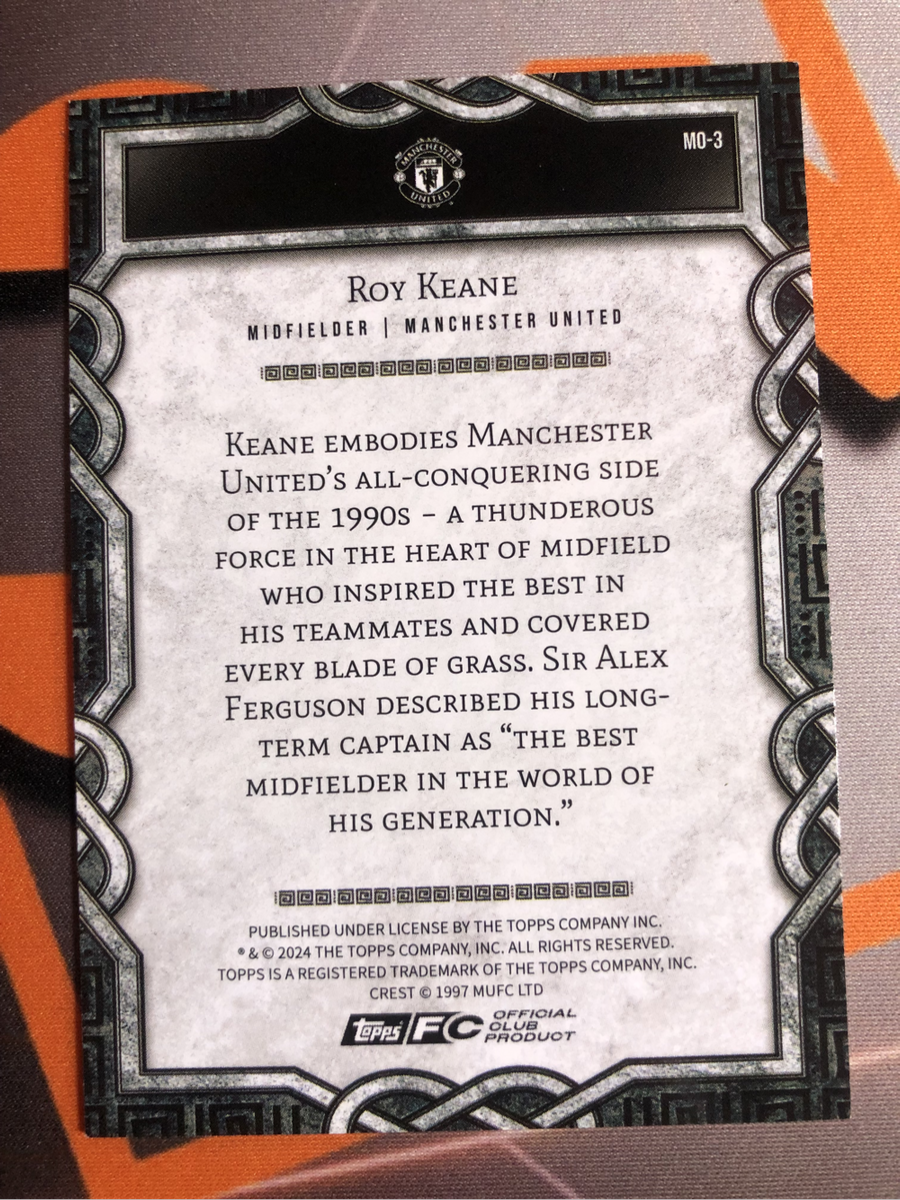 MO-3
MANCHESTER
UNITED
Roy Keane
MIDFIELDER | MANCHESTER UNITED
Keane embodies Manchester
United's all-conquering side
of the 1990s – a thunderous
force in the heart of midfield
who inspired the best in
his teammates and covered
every blade of grass. Sir Alex
Ferguson described his long-
term captain as “the best
midfielder in the world of
his generation.”
PUBLISHED UNDER LICENSE BY THE TOPPS COMPANY INC.
® & © 2024 THE TOPPS COMPANY, INC. ALL RIGHTS RESERVED.
TOPPS IS A REGISTERED TRADEMARK OF THE TOPPS COMPANY, INC.
CREST © 1997 MUFC LTD
topps FC OFFICIAL
CLUB
PRODUCT